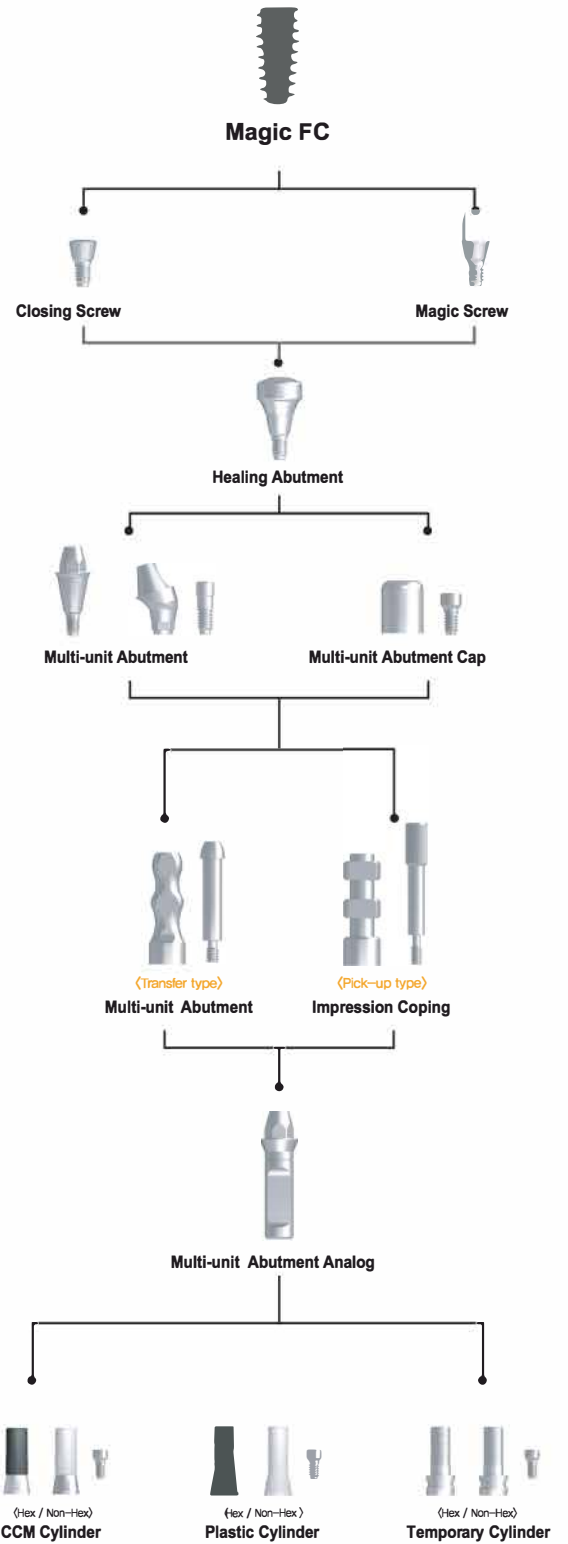 Magic FC
Closing Screw
Magic Screw
Healing Abutment
Multi-unit Abutment
Multi-unit Abutment Cap
〈Transfer type〉
〈Pick-up type〉
Multi-unit Abutment
Impression Coping
Multi-unit Abutment Analog
〈Hex / Non-Hex〉
〈Hex / Non-Hex〉
〈Hex / Non-Hex〉
CCM Cylinder
Plastic Cylinder
Temporary Cylinder